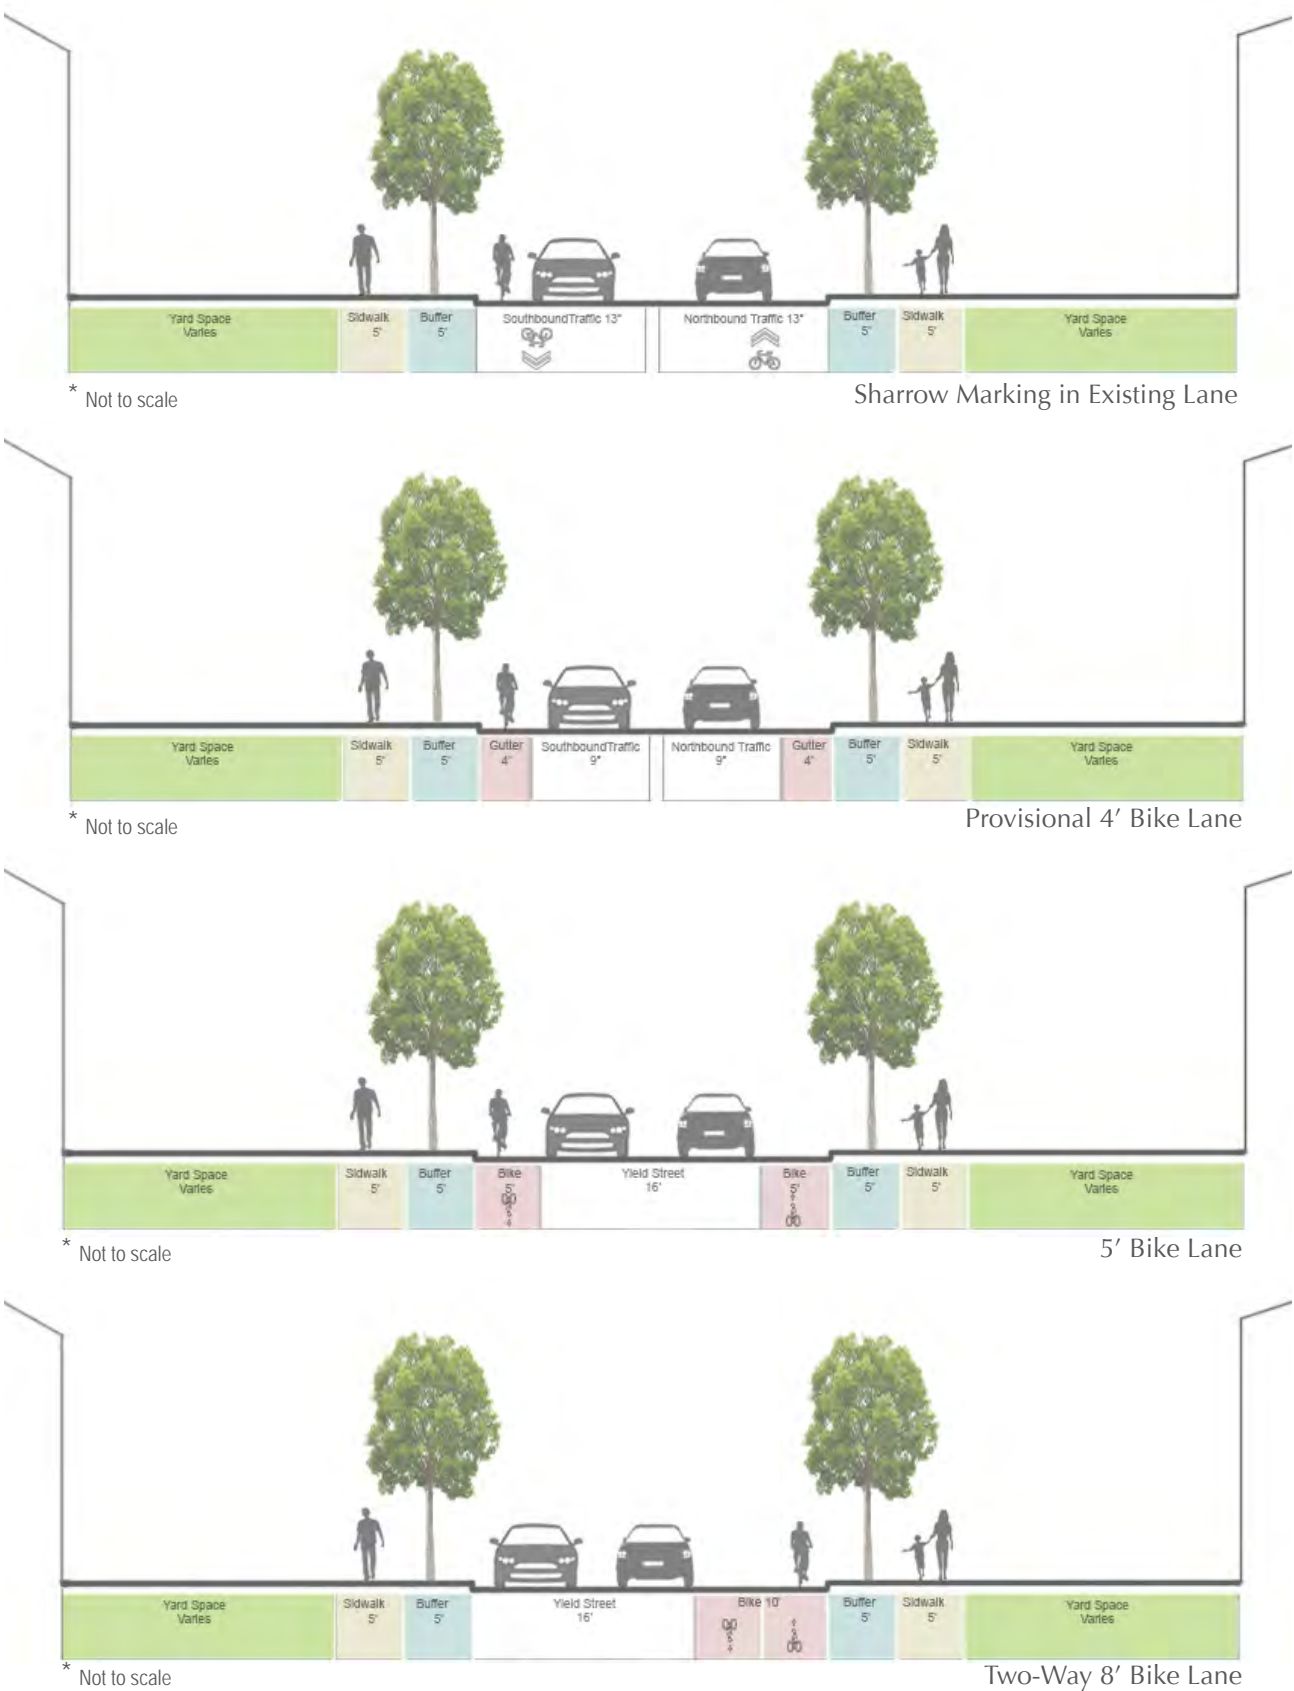 Yard Space
Varies
Sidwalk
5'
Buffer
5'
SouthboundTraffic 13"
Northbound Traffic 13"
Buffer
5'
Sidwalk
5'
Yard Space
Varies
* Not to scale
Sharrow Marking in Existing Lane
Yard Space
Varies
Sidwalk
5'
Buffer
5'
Gutter
4"
SouthboundTraffic
9"
Northbound Traffic
9"
Gutter
4"
Buffer
5'
Sidwalk
5'
Yard Space
Varies
* Not to scale
Provisional 4' Bike Lane
Yard Space
Varies
Sidwalk
5'
Buffer
5'
Bike
5'
Yield Street
16'
Bike
5'
Buffer
5'
Sidwalk
5'
Yard Space
Varies
* Not to scale
5' Bike Lane
Yard Space
Varies
Sidwalk
5'
Buffer
5'
Yield Street
16'
Bike 10'
Buffer
5'
Sidwalk
5'
Yard Space
Varies
* Not to scale
Two-Way 8' Bike Lane